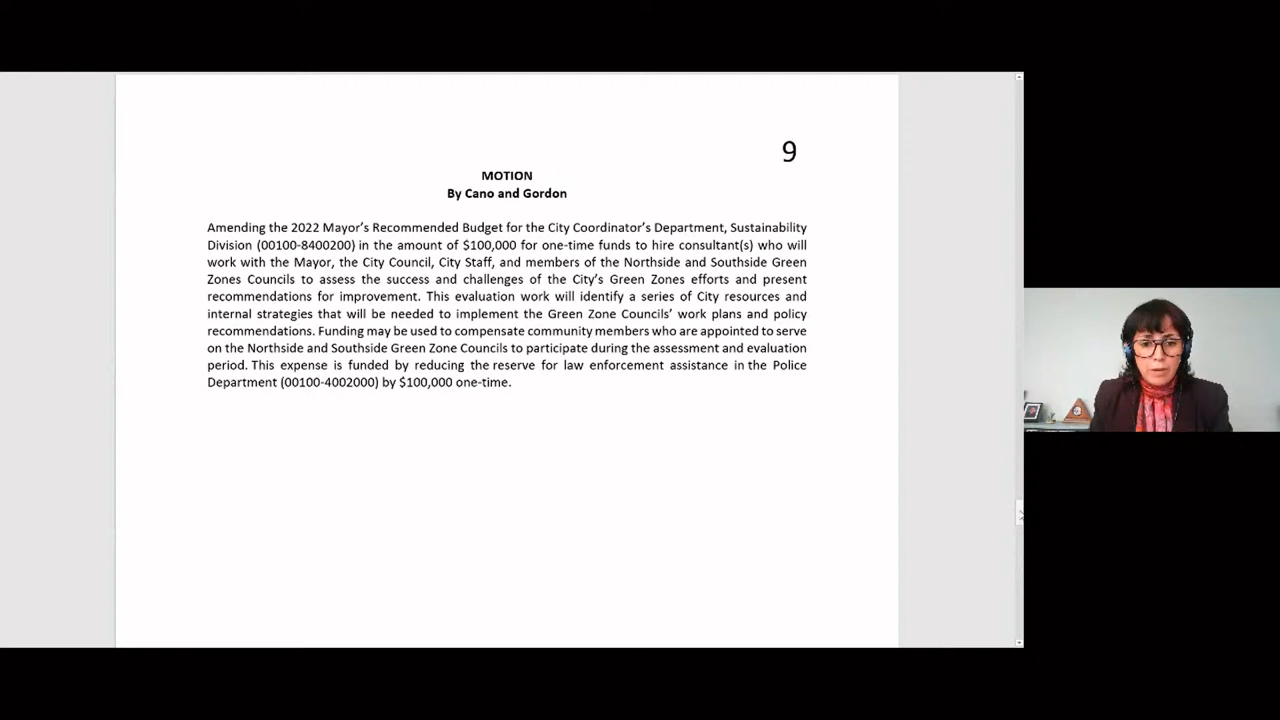 9
MOTION
By Cano and Gordon
Amending the 2022 Mayor's Recommended Budget for the City Coordinator's Department, Sustainability
Division (00100-8400200) in the amount of $100,000 for one-time funds to hire consultant(s) who will
work with the Mayor, the City Council, City Staff, and members of the Northside and Southside Green
Zones Councils to assess the success and challenges of the City's Green Zones efforts and present
recommendations for improvement. This evaluation work will identify a series of City resources and
internal strategies that will be needed to implement the Green Zone Councils' work plans and policy
recommendations. Funding may be used to compensate community members who are appointed to serve
on the Northside and Southside Green Zone Councils to participate during the assessment and evaluation
period. This expense is funded by reducing the reserve for law enforcement assistance in the Police
Department (00100-4002000) by $100,000 one-time.